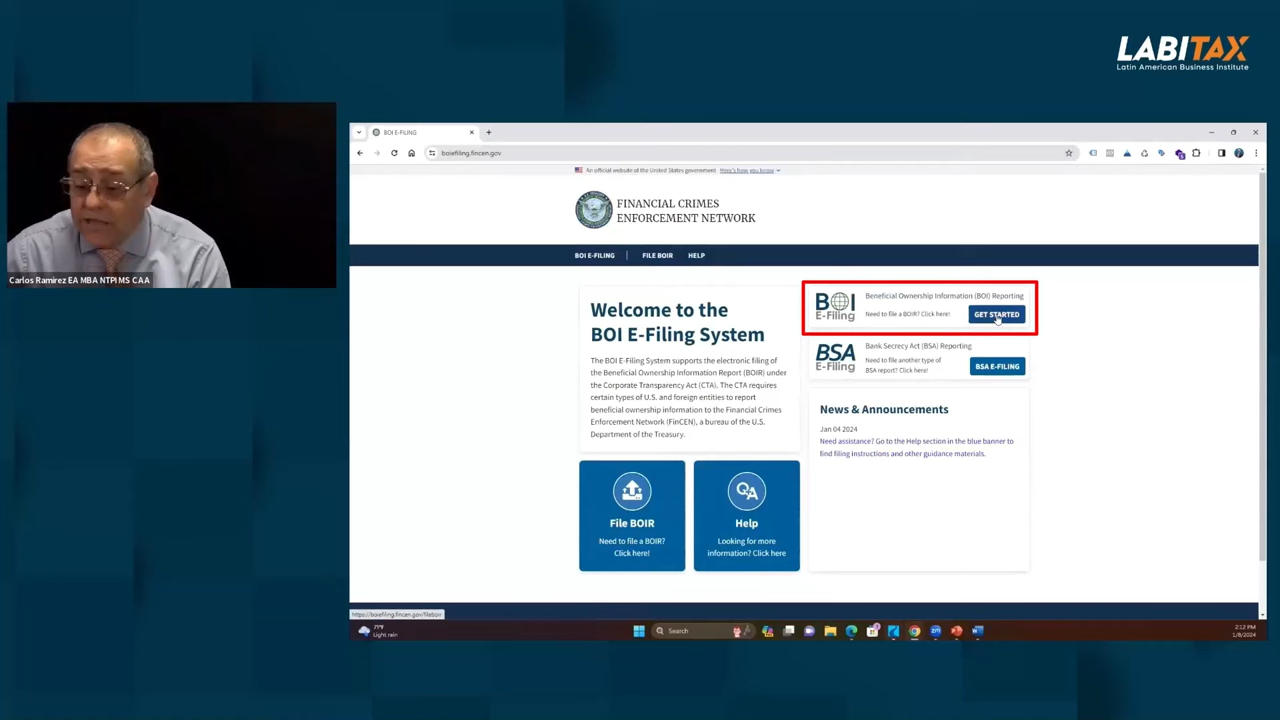 LABITAX
Latin American Business Institute
BOI E-FILING
boiefiling.fincen.gov
An official website of the United States government
Here's how you know
FINANCIAL CRIMES
ENFORCEMENT NETWORK
BOI E-FILING
FILE BOIR
HELP
Carlos Ramirez EA MBA NTPI MS CAA
Welcome to the
BOI E-Filing System
The BOI E-Filing System supports the electronic filing of
the Beneficial Ownership Information Report (BOIR) under
the Corporate Transparency Act (CTA). The CTA requires
certain types of U.S. and foreign entities to report
beneficial ownership information to the Financial Crimes
Enforcement Network (FinCEN), a bureau of the U.S.
Department of the Treasury.
BOI
E-Filing
Beneficial Ownership Information (BOI) Reporting
Need to file a BOIR? Click here!
GET STARTED
BSA
E-Filing
Bank Secrecy Act (BSA) Reporting
Need to file another type of
BSA report? Click here!
BSA E-FILING
News & Announcements
Jan 04 2024
Need assistance? Go to the Help section in the blue banner to
find filing instructions and other guidance materials.
File BOIR
Need to file a BOIR?
Click here!
QA
Help
Looking for more
information? Click here
https://boiefiling.fincen.gov/fileboir
71°F
Light rain
Search
2:12 PM
1/8/2024